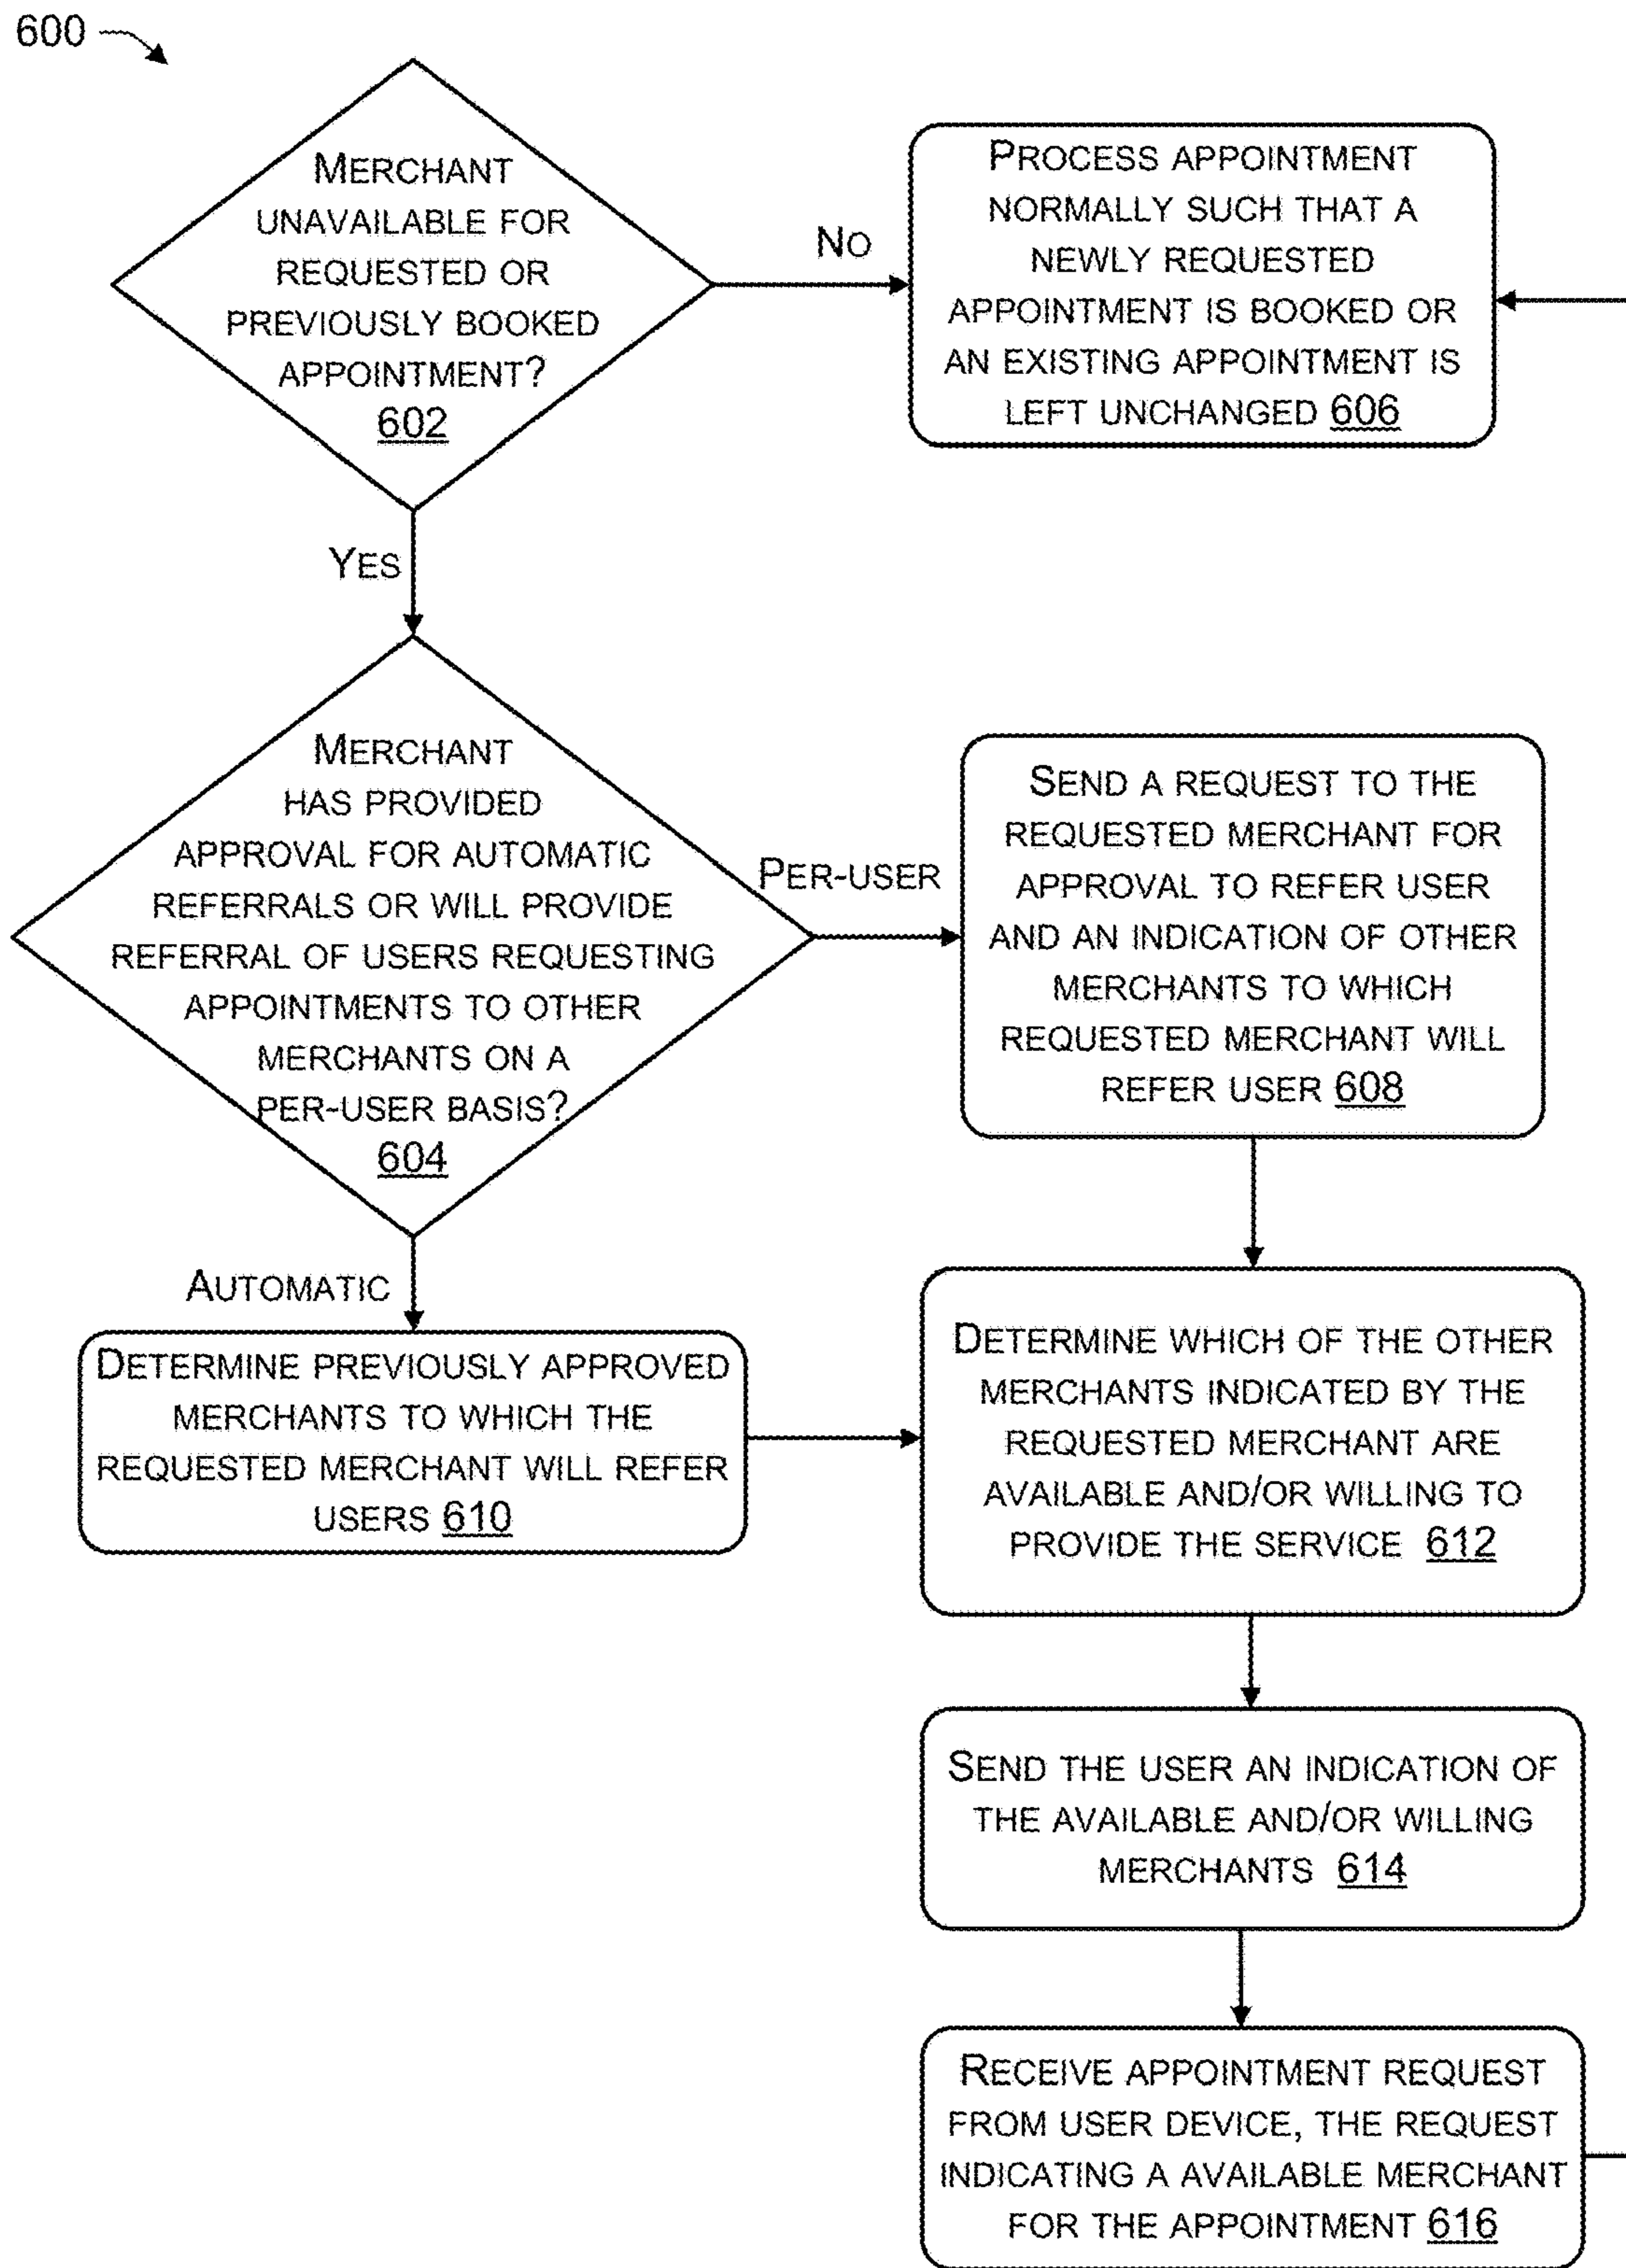 600
MERCHANT
UNAVAILABLE FOR
REQUESTED OR
PREVIOUSLY BOOKED
APPOINTMENT?
602
NO
PROCESS APPOINTMENT
NORMALLY SUCH THAT A
NEWLY REQUESTED
APPOINTMENT IS BOOKED OR
AN EXISTING APPOINTMENT IS
LEFT UNCHANGED 606
YES
MERCHANT
HAS PROVIDED
APPROVAL FOR AUTOMATIC
REFERRALS OR WILL PROVIDE
REFERRAL OF USERS REQUESTING
APPOINTMENTS TO OTHER
MERCHANTS ON A
PER-USER BASIS?
604
PER-USER
SEND A REQUEST TO THE
REQUESTED MERCHANT FOR
APPROVAL TO REFER USER
AND AN INDICATION OF OTHER
MERCHANTS TO WHICH
REQUESTED MERCHANT WILL
REFER USER 608
AUTOMATIC
DETERMINE PREVIOUSLY APPROVED
MERCHANTS TO WHICH THE
REQUESTED MERCHANT WILL REFER
USERS 610
DETERMINE WHICH OF THE OTHER
MERCHANTS INDICATED BY THE
REQUESTED MERCHANT ARE
AVAILABLE AND/OR WILLING TO
PROVIDE THE SERVICE 612
SEND THE USER AN INDICATION OF
THE AVAILABLE AND/OR WILLING
MERCHANTS 614
RECEIVE APPOINTMENT REQUEST
FROM USER DEVICE, THE REQUEST
INDICATING A AVAILABLE MERCHANT
FOR THE APPOINTMENT 616